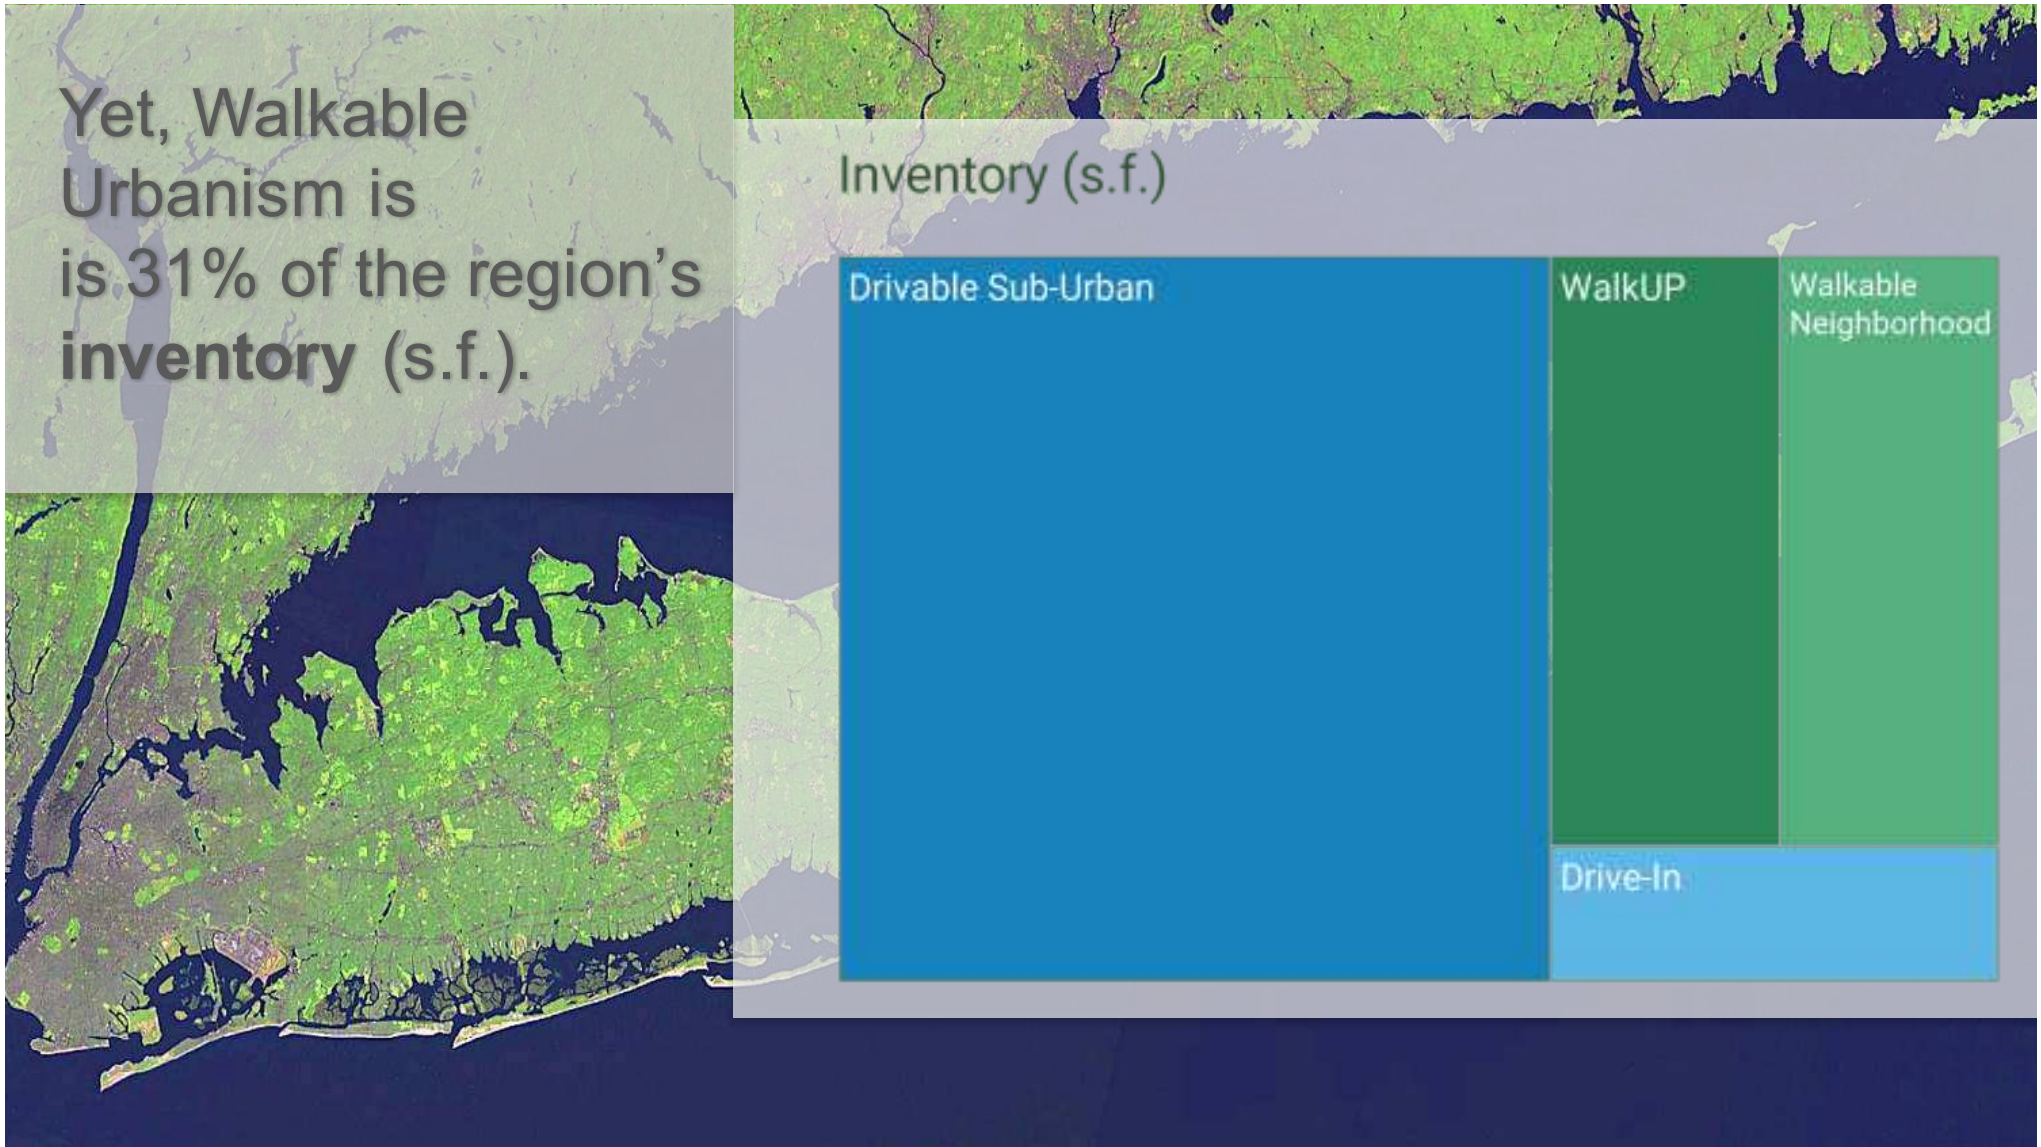 Yet, Walkable
Urbanism is
is 31% of the region’s
inventory (s.f.).
Inventory (s.f.)
Drivable Sub-Urban
WalkUP
Walkable
Neighborhood
Drive-In